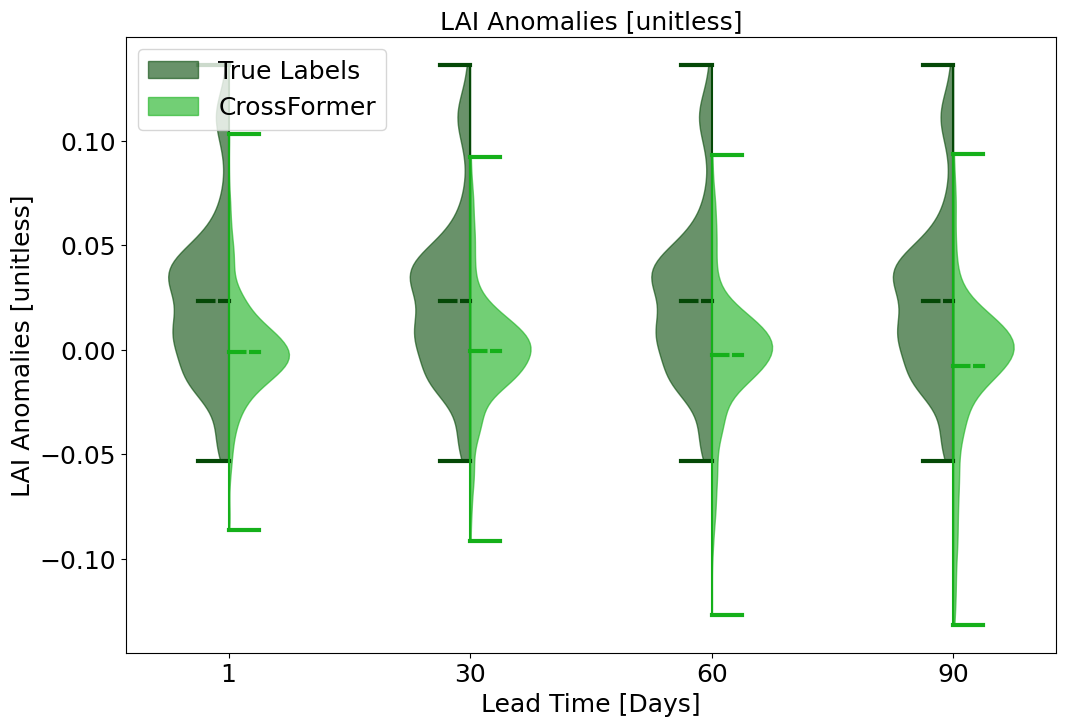 LAI Anomalies [unitless]
True Labels
CrossFormer
LAI Anomalies [unitless]
0.10
0.05
0.00
−0.05
−0.10
1 30 60 90
Lead Time [Days]